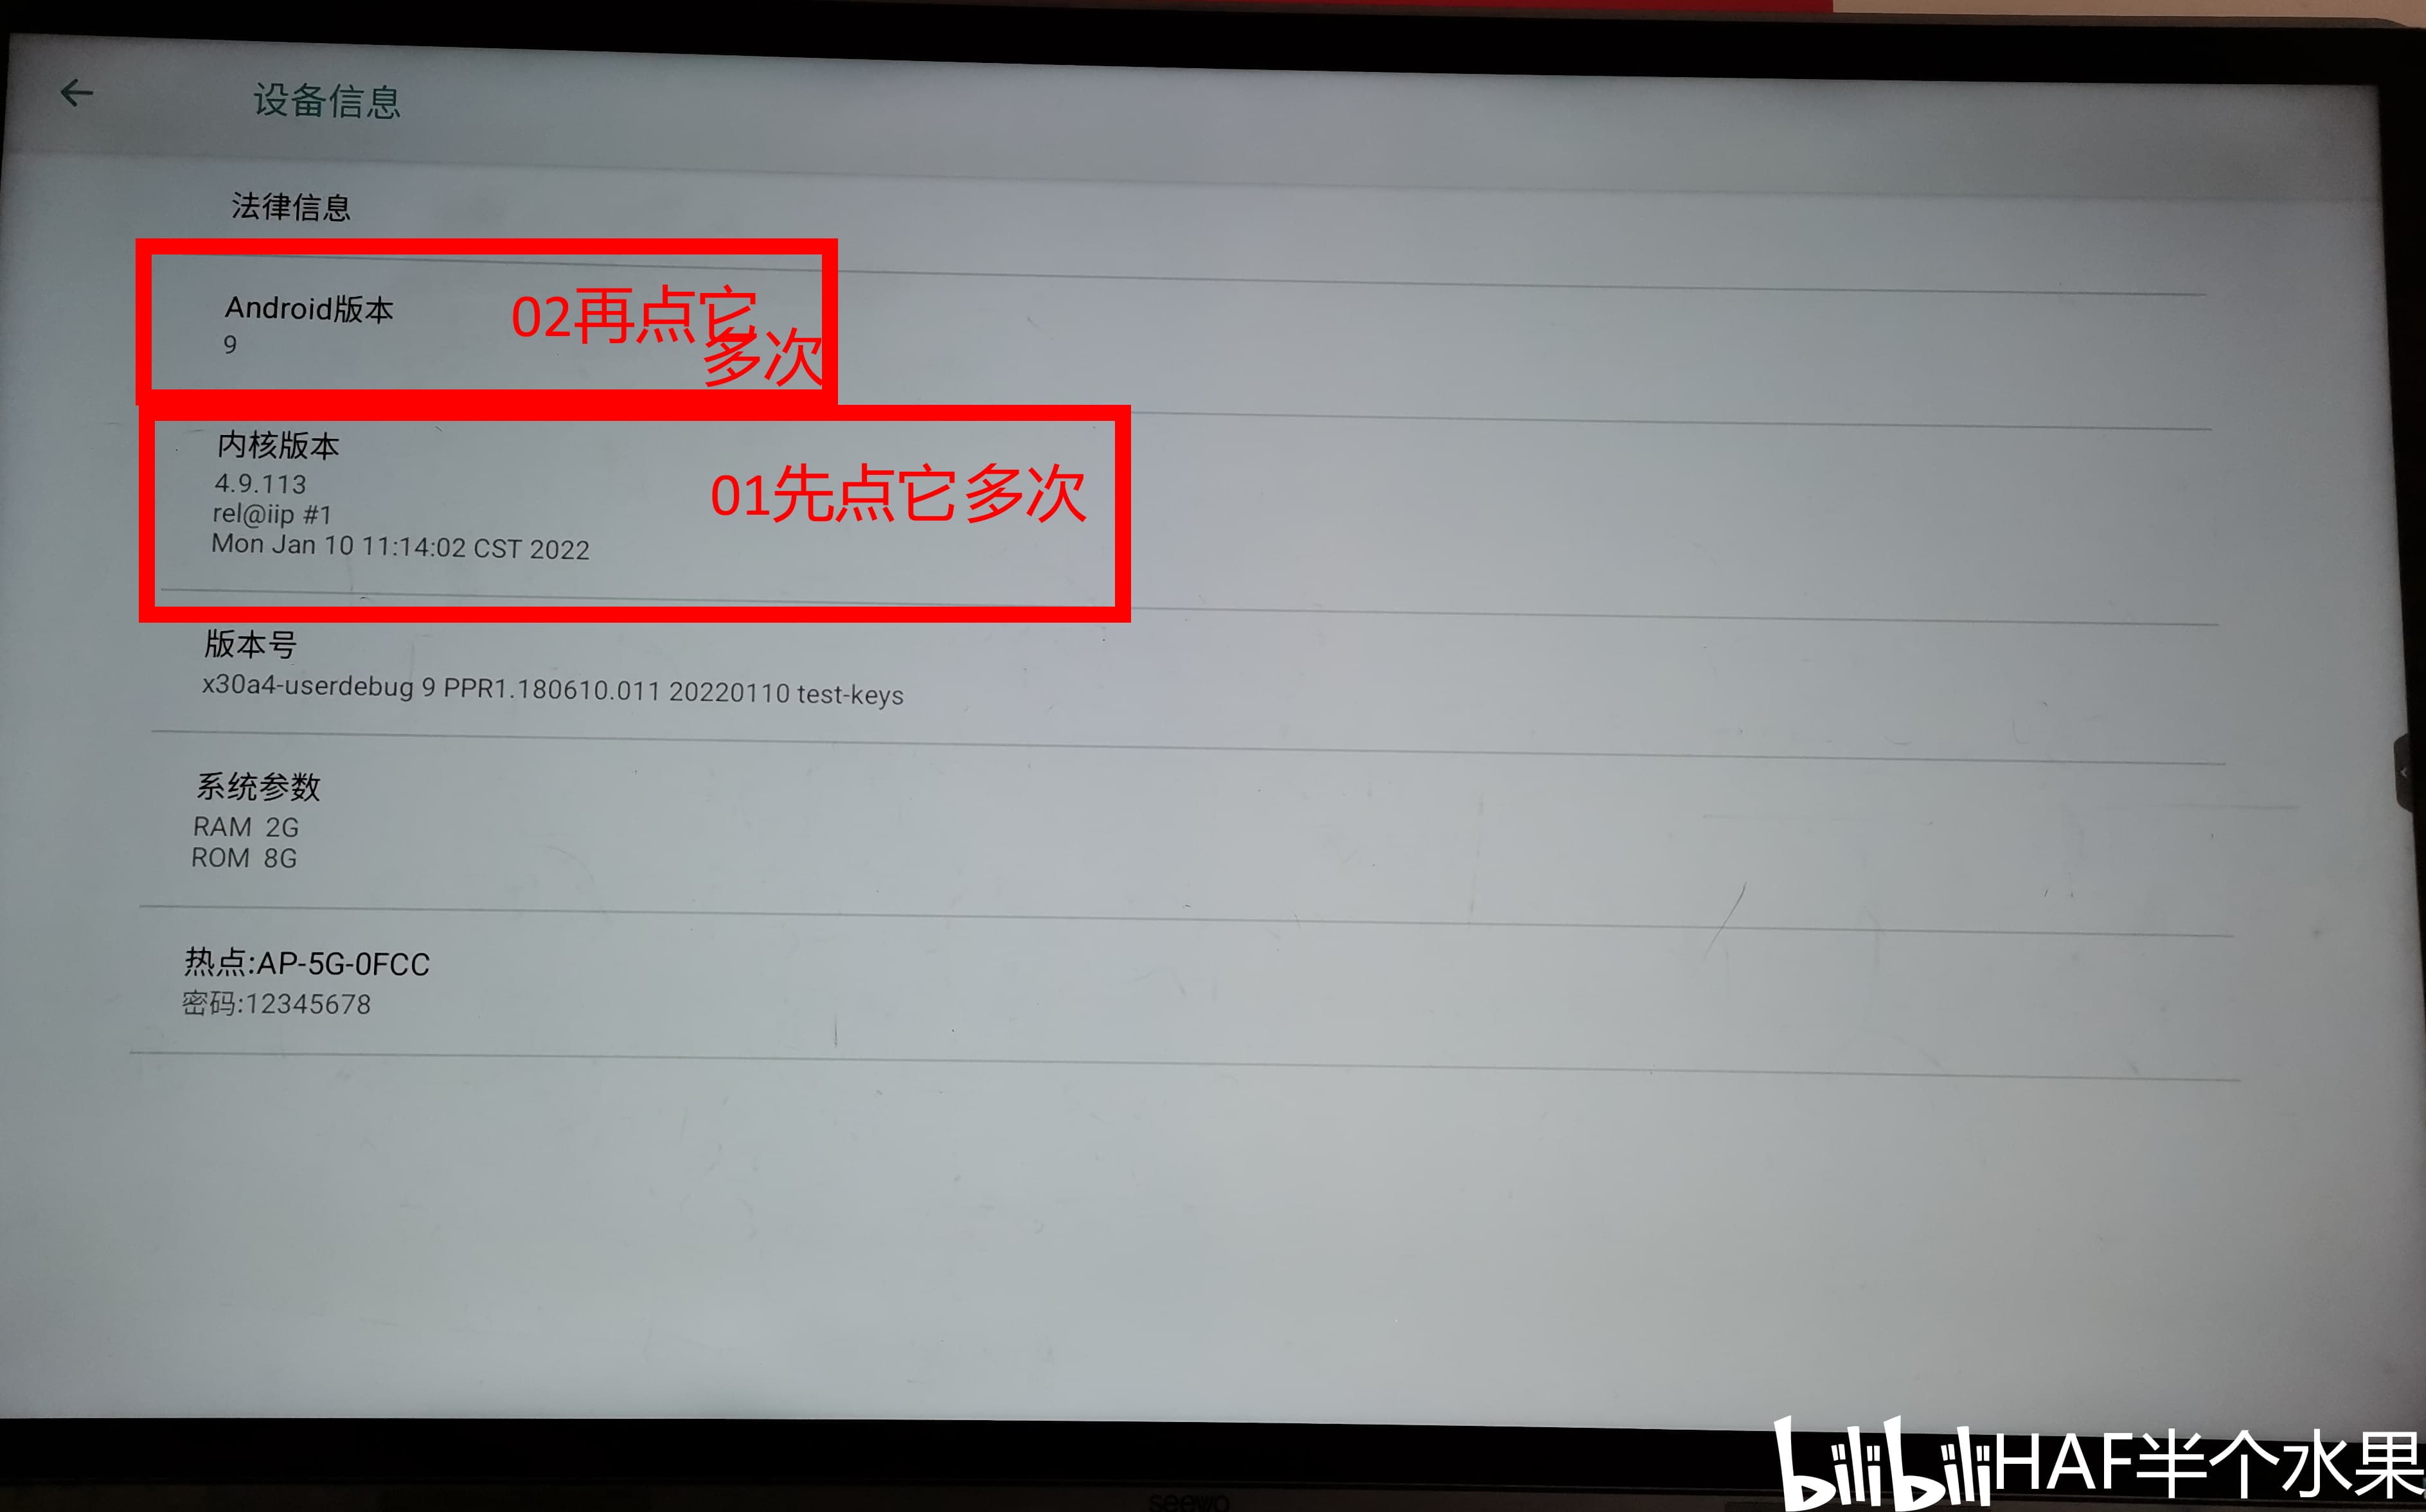 设备信息
法律信息
Android版本
9
02再点它
多次
内核版本
4.9.113
rel@iip #1
Mon Jan 10 11:14:02 CST 2022
01先点它多次
版本号
x30a4-userdebug 9 PPR1.180610.011 20220110 test-keys
系统参数
RAM 2G
ROM 8G
热点:AP-5G-0FCC
密码:12345678
seewo
bilibili HAF半个水果